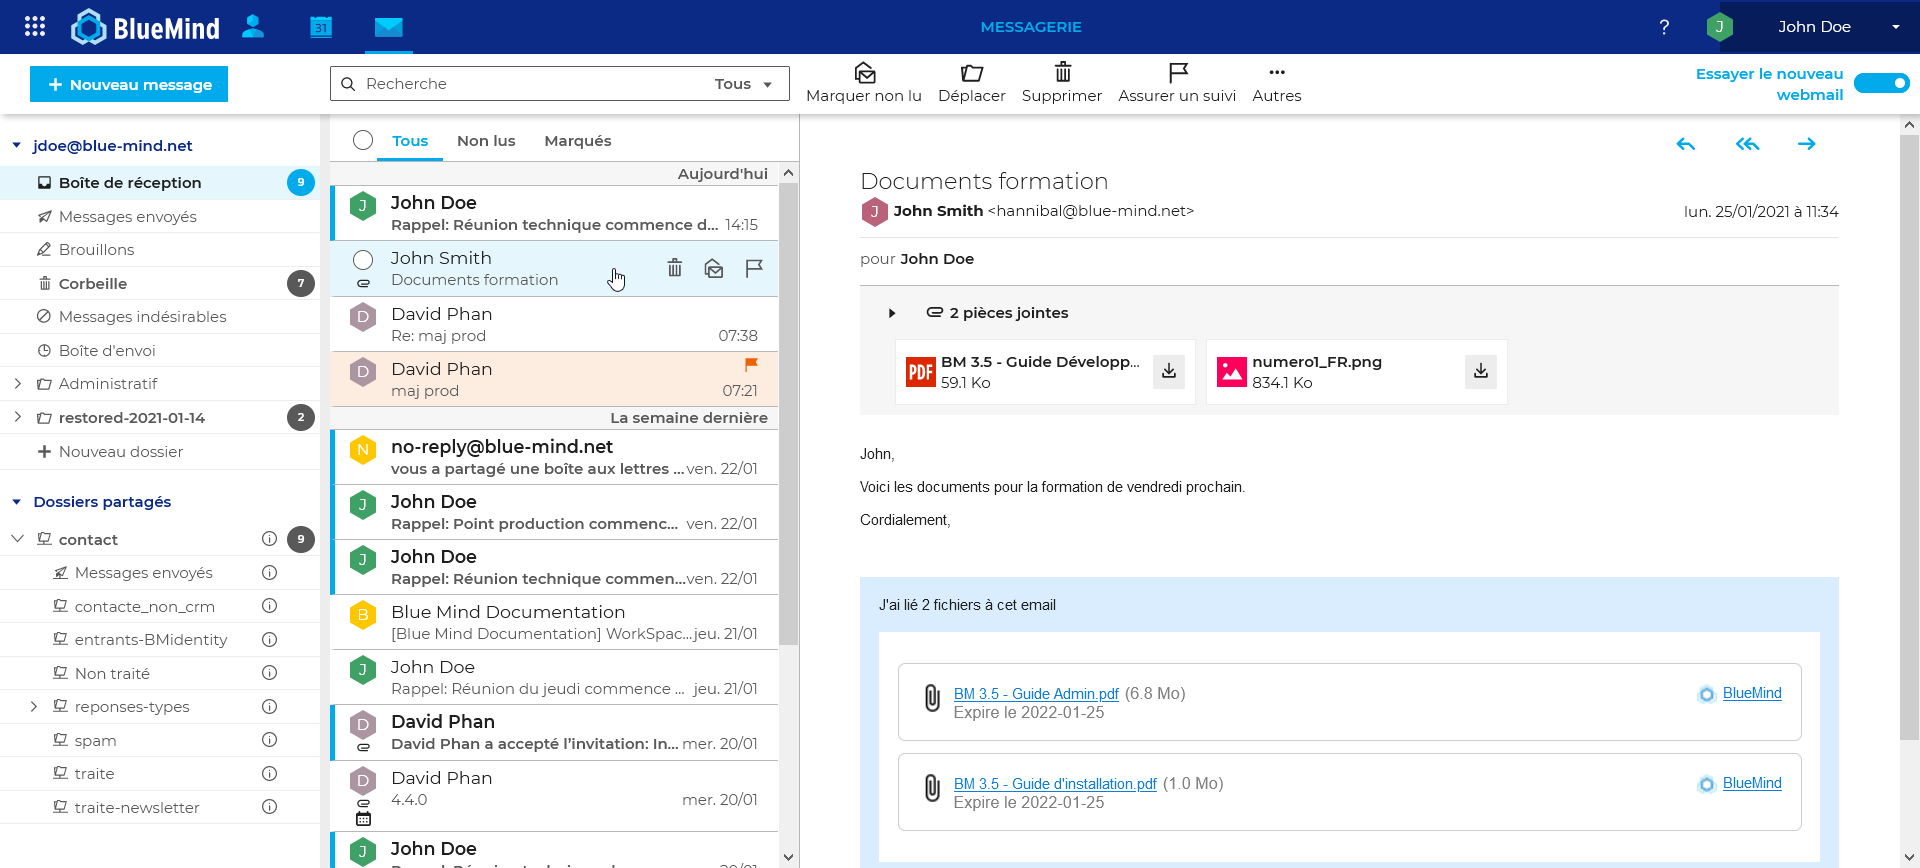 BlueMind
31
MESSAGERIE
?
J
John Doe
+ Nouveau message
Recherche
Tous
Marquer non lu
Déplacer
Supprimer
Assurer un suivi
Autres
Essayer le nouveau
webmail
jdoe@blue-mind.net
Boîte de réception 9
Messages envoyés
Brouillons
Corbeille 7
Messages indésirables
Boîte d'envoi
Administratif
restored-2021-01-14 2
+ Nouveau dossier
Dossiers partagés
contact 9
Messages envoyés
contacte_non_crm
entrants-BMidentity
Non traité
reponses-types
spam
traite
traite-newsletter
Tous Non lus Marqués
Aujourd'hui
J John Doe
Rappel: Réunion technique commence d... 14:15
John Smith
Documents formation
D David Phan
Re: maj prod 07:38
D David Phan
maj prod 07:21
La semaine dernière
N no-reply@blue-mind.net
vous a partagé une boîte aux lettres ... ven. 22/01
J John Doe
Rappel: Point production commenc... ven. 22/01
J John Doe
Rappel: Réunion technique commen... ven. 22/01
B Blue Mind Documentation
[Blue Mind Documentation] WorkSpac... jeu. 21/01
J John Doe
Rappel: Réunion du jeudi commence ... jeu. 21/01
D David Phan
David Phan a accepté l'invitation: In... mer. 20/01
D David Phan
4.4.0 mer. 20/01
J John Doe
Documents formation
J John Smith <hannibal@blue-mind.net>
lun. 25/01/2021 à 11:34
pour John Doe
2 pièces jointes
PDF BM 3.5 - Guide Développ...
59.1 Ko
numero1_FR.png
834.1 Ko
John,
Voici les documents pour la formation de vendredi prochain.
Cordialement,
J'ai lié 2 fichiers à cet email
BM 3.5 - Guide Admin.pdf (6.8 Mo) BlueMind
Expire le 2022-01-25
BM 3.5 - Guide d'installation.pdf (1.0 Mo) BlueMind
Expire le 2022-01-25